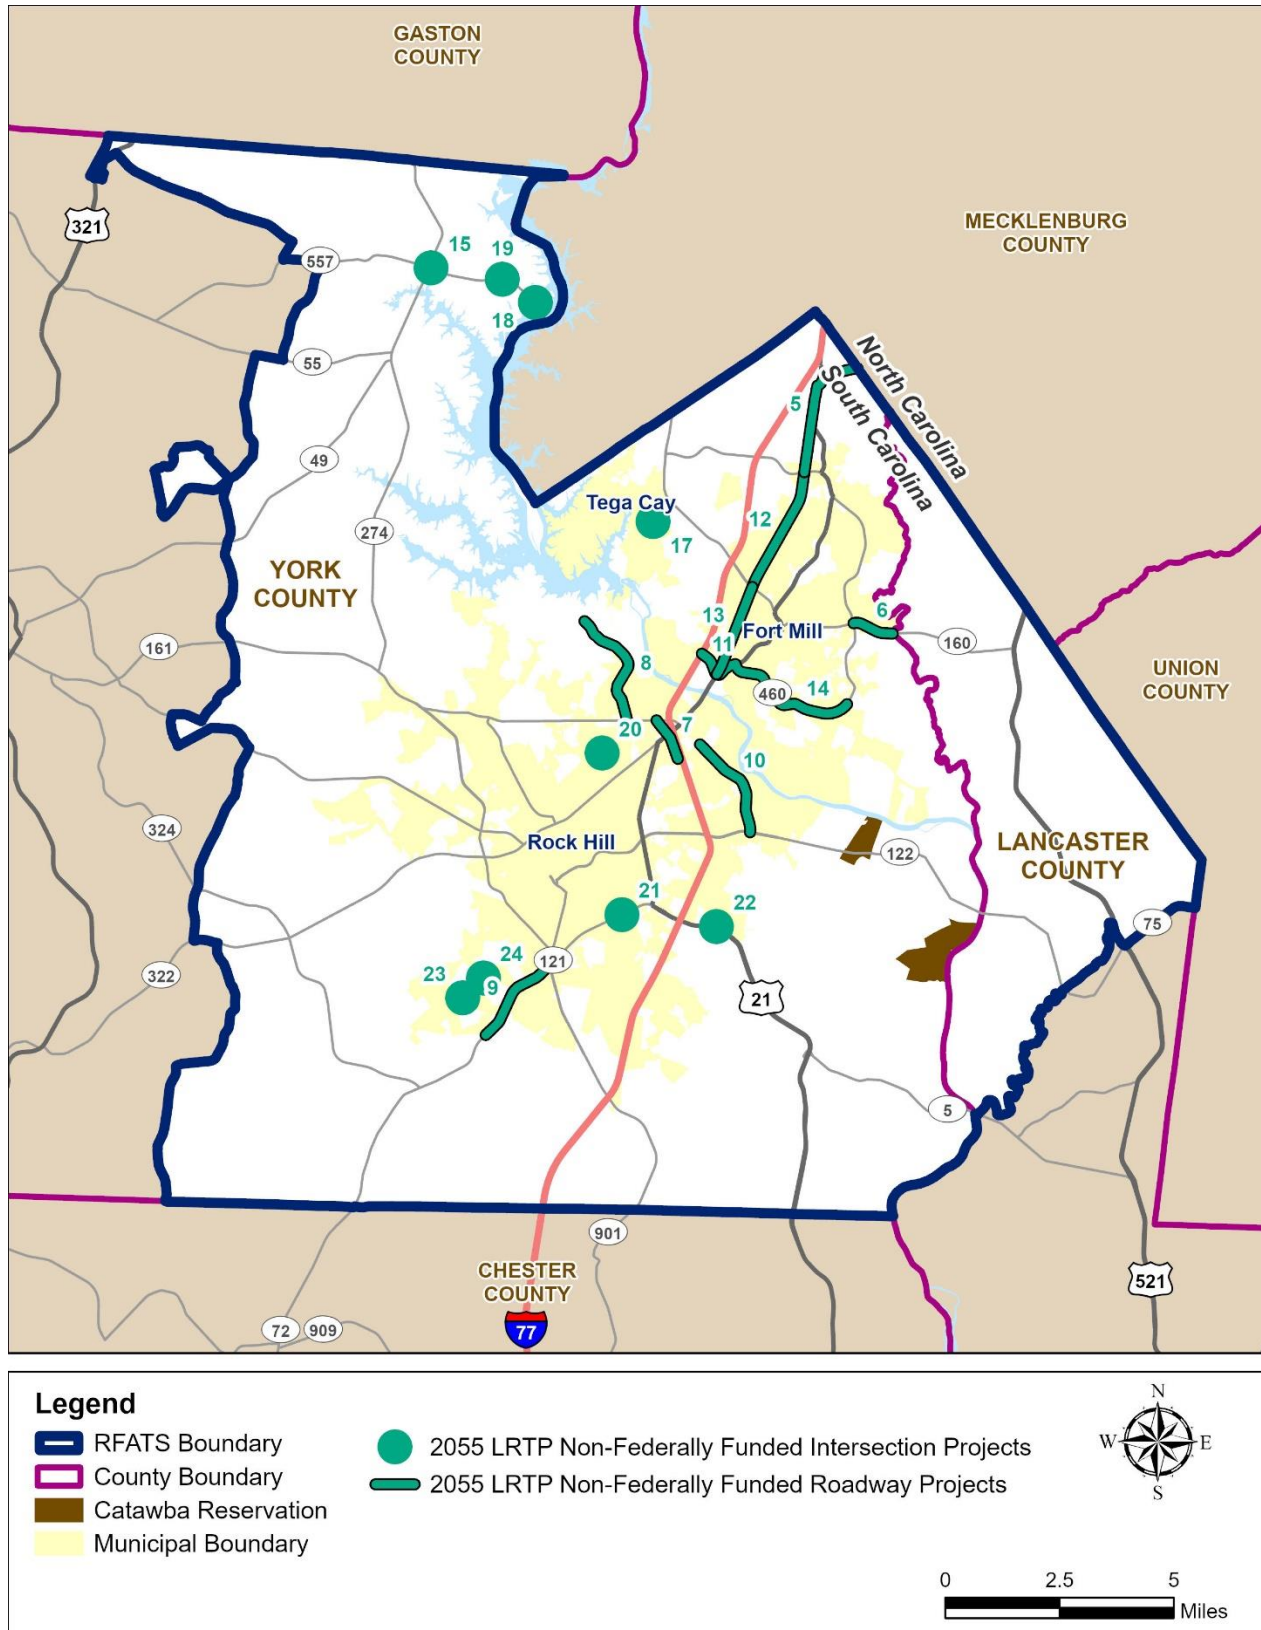 GASTON
COUNTY
MECKLENBURG
COUNTY
321
557
15
19
18
North Carolina
South Carolina
55
5
49
Tega Cay
12
17
274
YORK
COUNTY
13
Fort Mill
11
6
160
161
8
460
14
UNION
COUNTY
20
7
10
324
Rock Hill
122
LANCASTER
COUNTY
21
22
75
24
23
9
121
322
21
5
901
CHESTER
COUNTY
521
72
909
77
Legend
RFATS Boundary
County Boundary
Catawba Reservation
Municipal Boundary
2055 LRTP Non-Federally Funded Intersection Projects
2055 LRTP Non-Federally Funded Roadway Projects
N
W
E
S
0
2.5
5
Miles